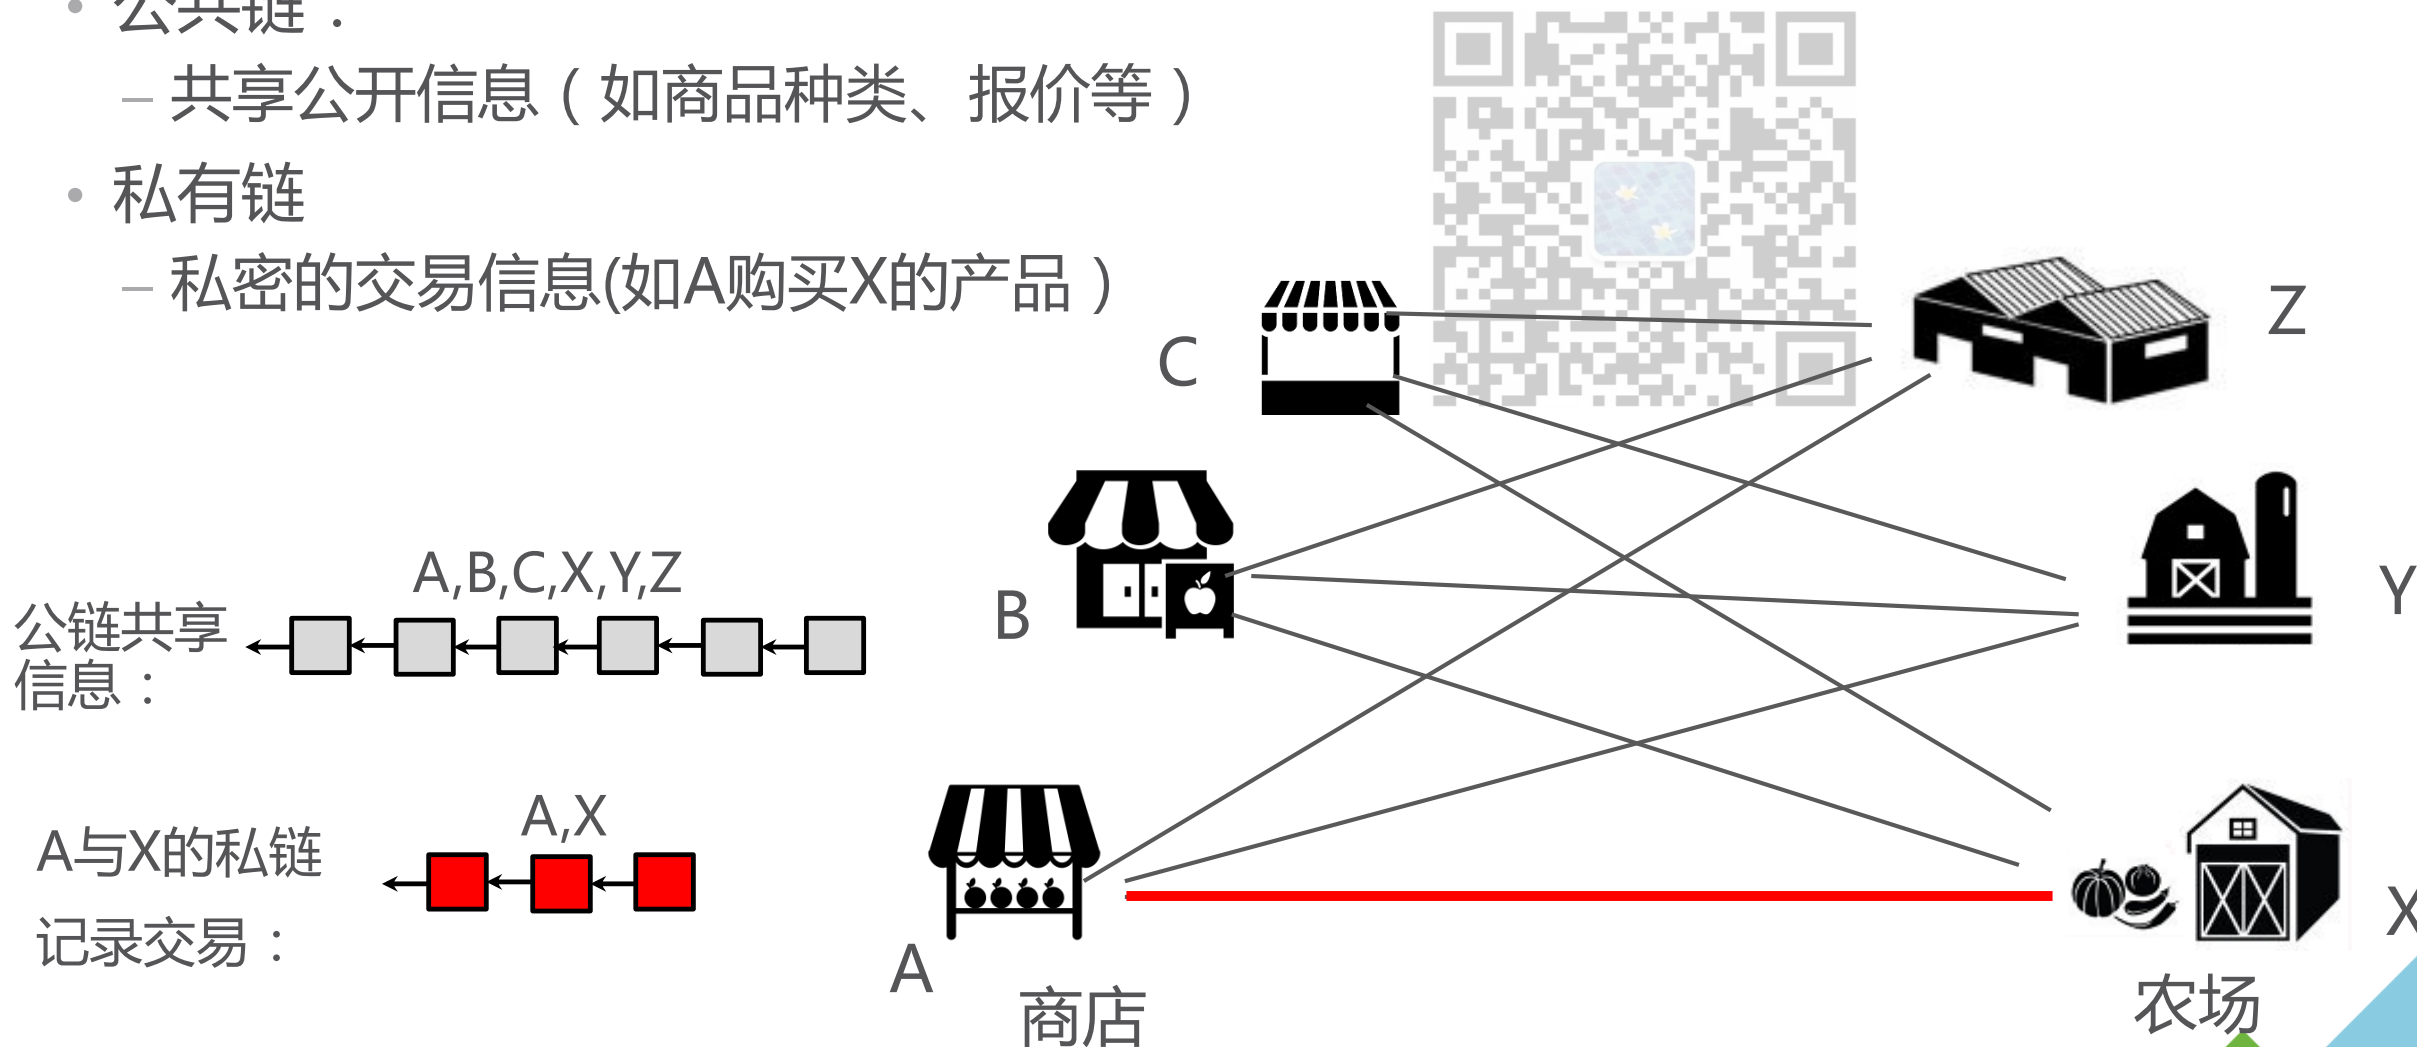 公共链：
– 共享公开信息（如商品种类、报价等）
私有链
– 私密的交易信息(如A购买X的产品）
C
Z
A,B,C,X,Y,Z
公链共享
信息：
B
Y
A,X
A与X的私链
记录交易：
A
X
商店
农场